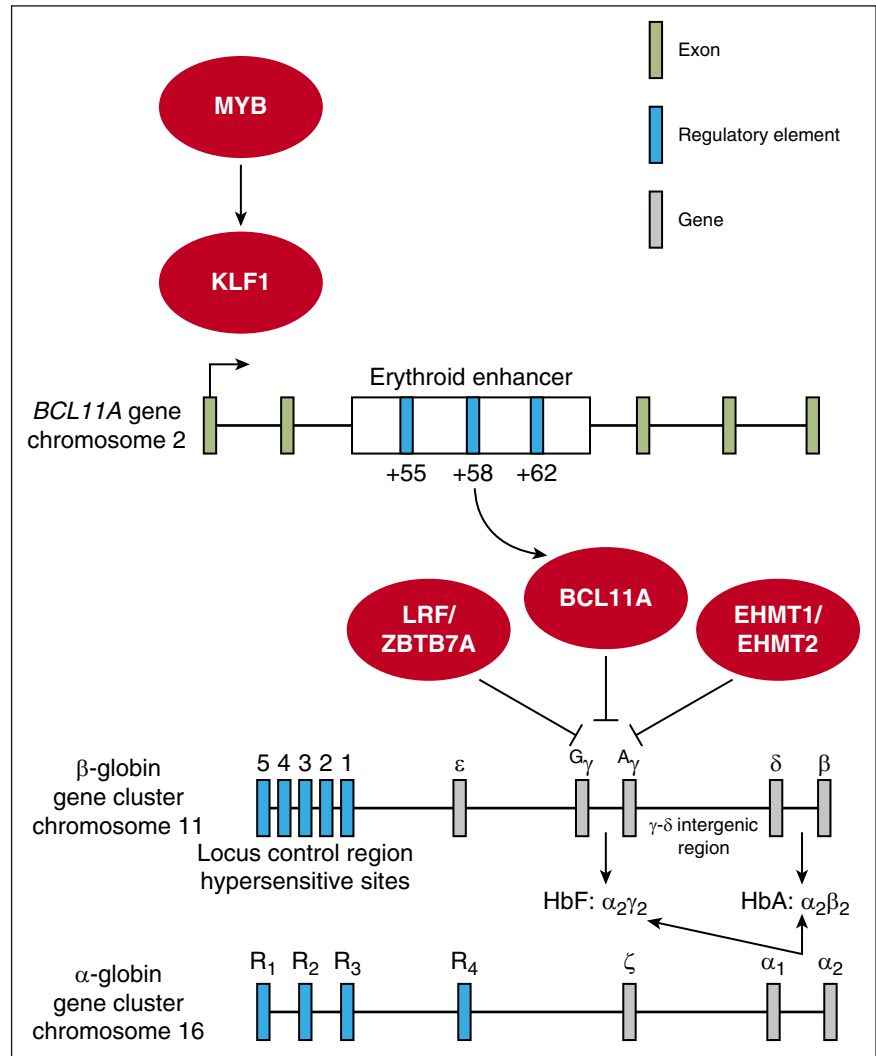 MYB
KLF1
Exon
Regulatory element
Gene
Erythroid enhancer
BCL11A gene
chromosome 2
+55 +58 +62
LRF/
ZBTB7A
BCL11A
EHMT1/
EHMT2
β-globin
gene cluster
chromosome 11
5 4 3 2 1 ε Gγ Aγ δ β
Locus control region
hypersensitive sites
γ-δ intergenic
region
HbF: α2γ2 HbA: α2β2
α-globin
gene cluster
chromosome 16
R1 R2 R3 R4 ζ α1 α2